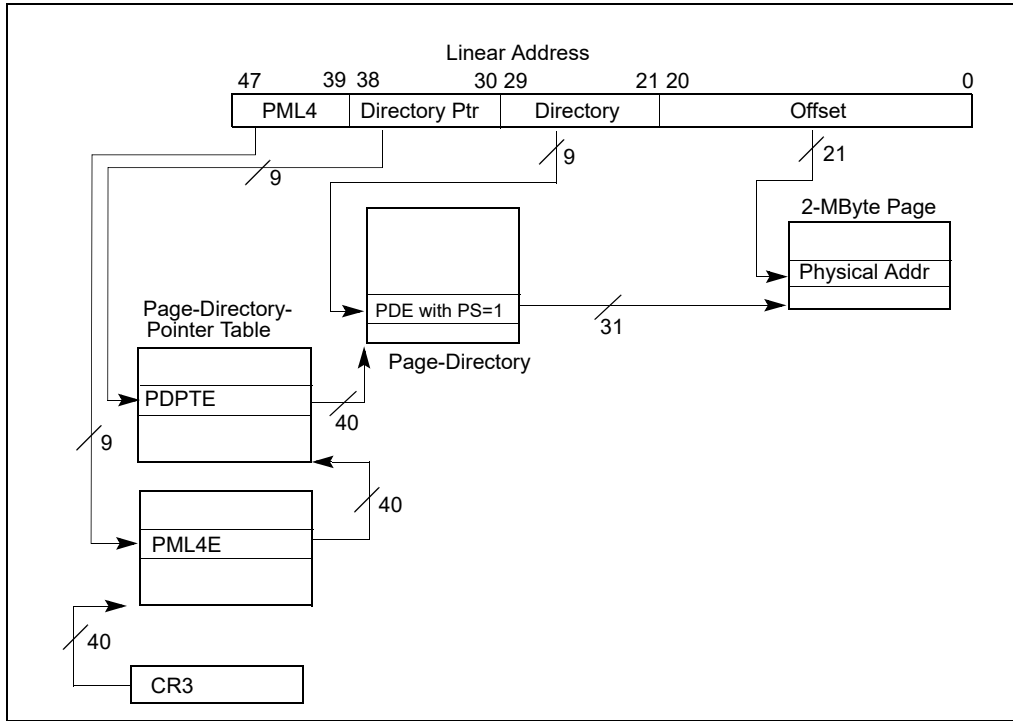 Linear Address
47 39 38 30 29 21 20 0
PML4 Directory Ptr Directory Offset
9
9
21
2-MByte Page
Physical Addr
PDE with PS=1
31
Page-Directory
Page-Directory-
Pointer Table
PDPTE
40
9
40
PML4E
40
CR3